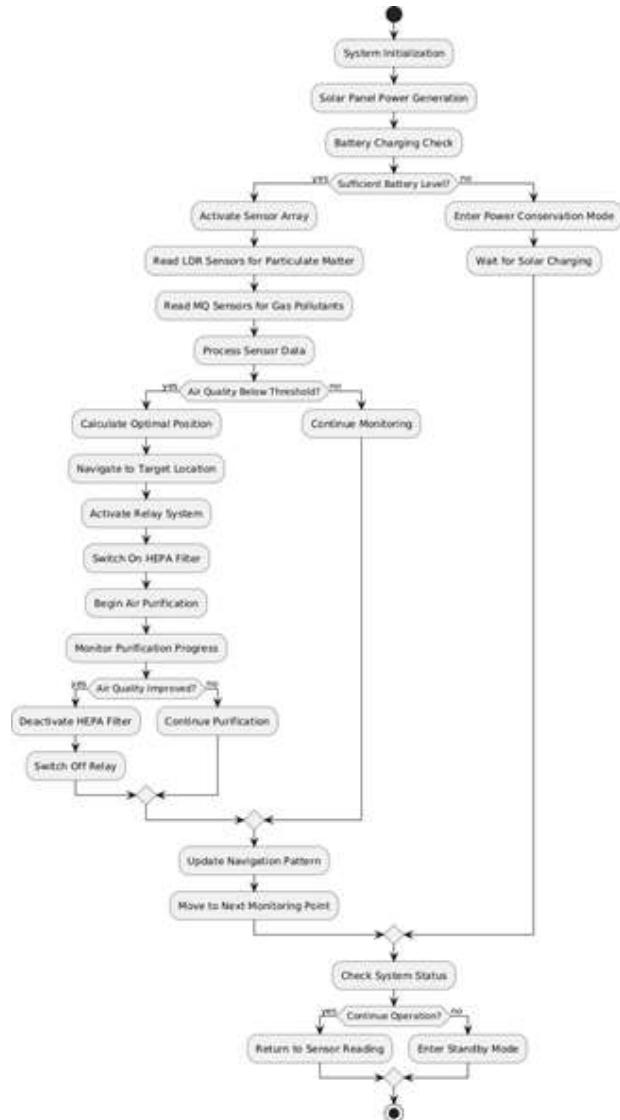 System Initialization
Solar Panel Power Generation
Battery Charging Check
yes Sufficient Battery Level? no
Activate Sensor Array
Enter Power Conservation Mode
Read LDR Sensors for Particulate Matter
Wait for Solar Charging
Read MQ Sensors for Gas Pollutants
Process Sensor Data
yes Air Quality Below Threshold? no
Calculate Optimal Position
Continue Monitoring
Navigate to Target Location
Activate Relay System
Switch On HEPA Filter
Begin Air Purification
Monitor Purification Progress
yes Air Quality Improved? no
Deactivate HEPA Filter
Continue Purification
Switch Off Relay
Update Navigation Pattern
Move to Next Monitoring Point
Check System Status
yes Continue Operation? no
Return to Sensor Reading
Enter Standby Mode